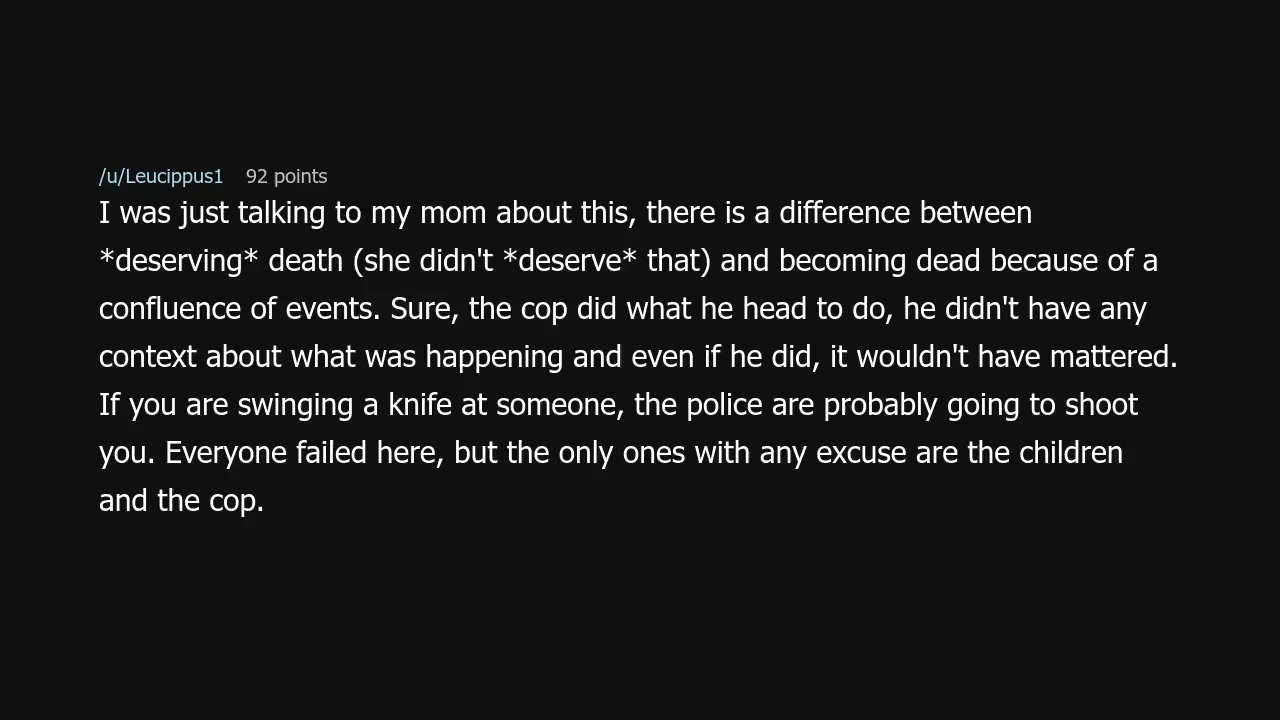 /u/Leucippus1 92 points
I was just talking to my mom about this, there is a difference between
*deserving* death (she didn't *deserve* that) and becoming dead because of a
confluence of events. Sure, the cop did what he head to do, he didn't have any
context about what was happening and even if he did, it wouldn't have mattered.
If you are swinging a knife at someone, the police are probably going to shoot
you. Everyone failed here, but the only ones with any excuse are the children
and the cop.